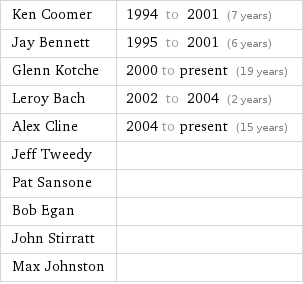 Ken Coomer 1994 to 2001 (7 years)
Jay Bennett 1995 to 2001 (6 years)
Glenn Kotche 2000 to present (19 years)
Leroy Bach 2002 to 2004 (2 years)
Alex Cline 2004 to present (15 years)
Jeff Tweedy
Pat Sansone
Bob Egan
John Stirratt
Max Johnston